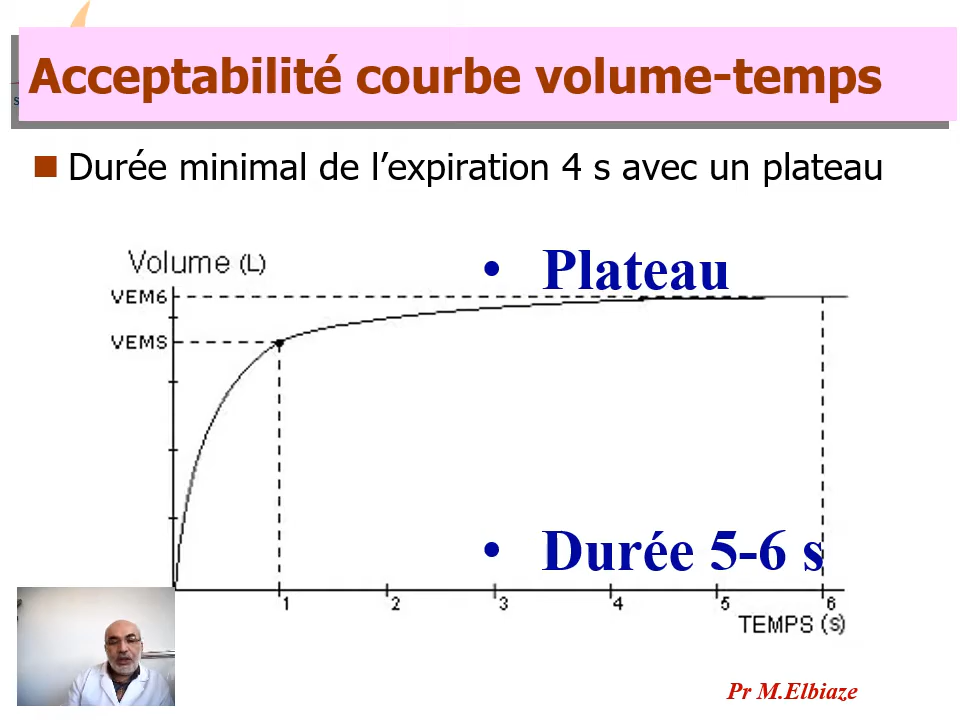 Acceptabilité courbe volume-temps
Durée minimal de l’expiration 4 s avec un plateau
Volume (L)
• Plateau
VEM6
VEMS
• Durée 5-6 s
1 2 3 4 5 6
TEMPS (s)
Pr M.Elbiaze